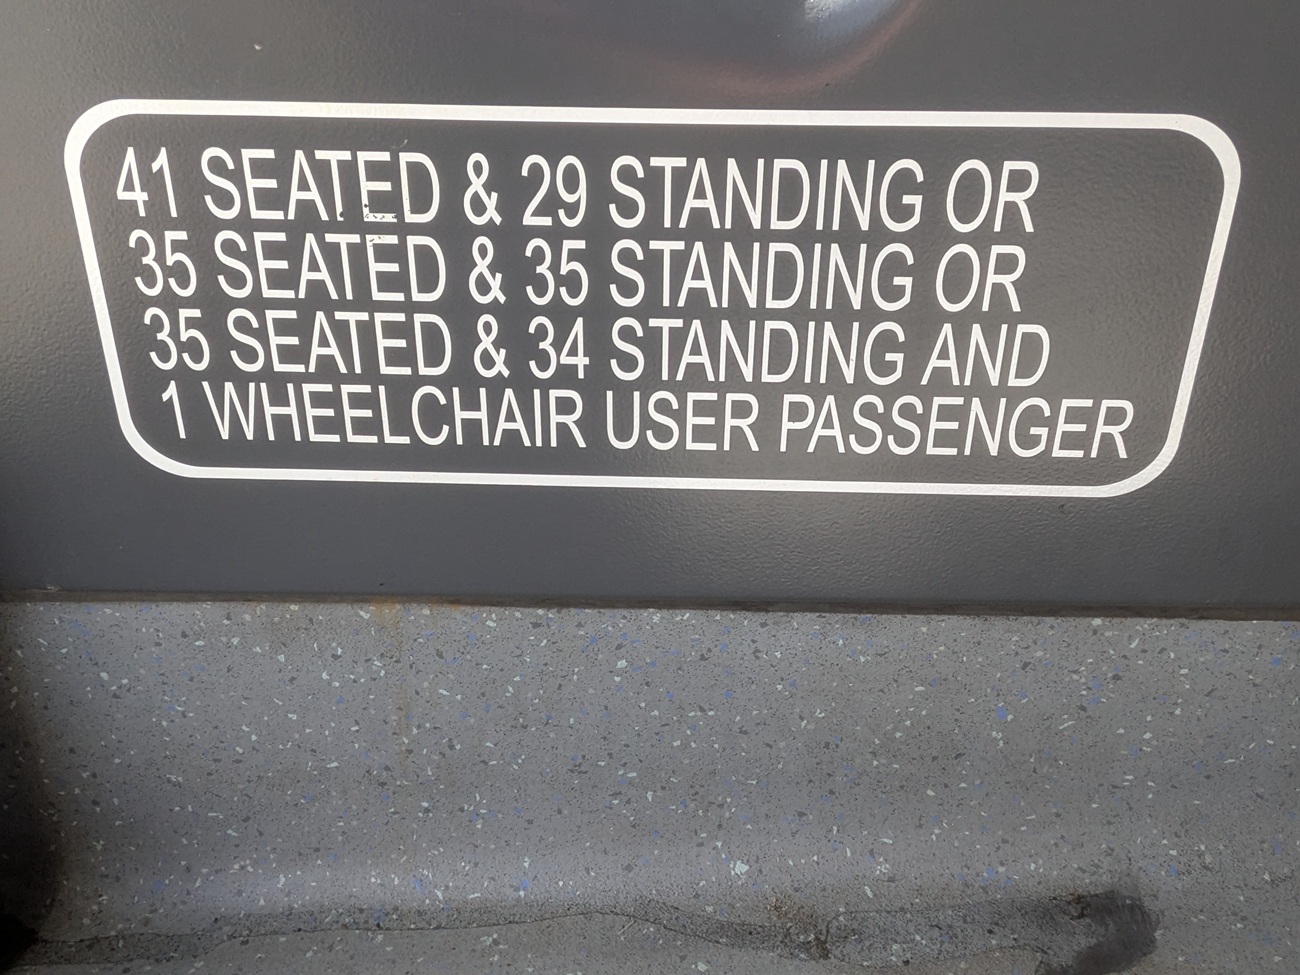 41 SEATED & 29 STANDING OR
35 SEATED & 35 STANDING OR
35 SEATED & 34 STANDING AND
1 WHEELCHAIR USER PASSENGER